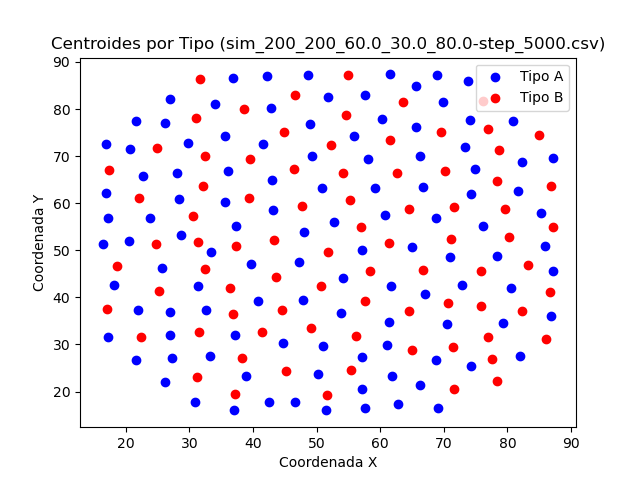 Centroides por Tipo (sim_200_200_60.0_30.0_80.0-step_5000.csv)
Tipo A
Tipo B
90
80
70
60
50
40
30
20
Coordenada Y
20 30 40 50 60 70 80 90
Coordenada X